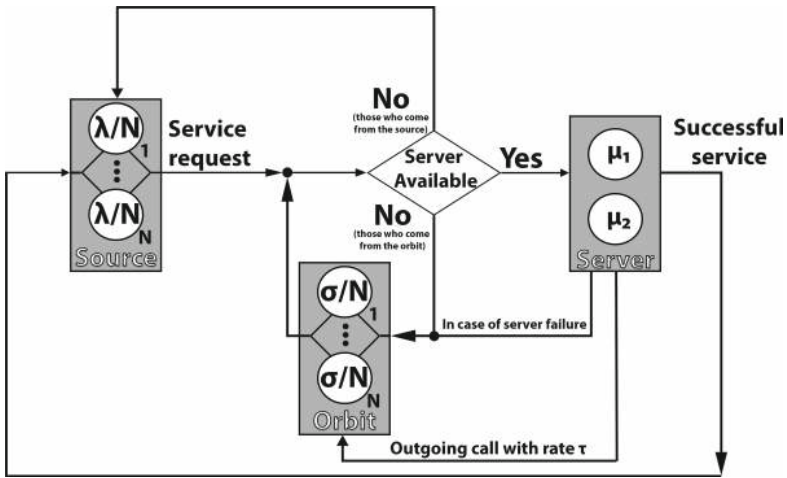 No
(those who come
from the source)
λ/N
1
λ/N
N
Source
Service
request
Server
Available
Yes
μ₁
μ₂
Server
Successful
service
No
(those who come
from the orbit)
σ/N
1
σ/N
N
Orbit
In case of server failure
Outgoing call with rate τ